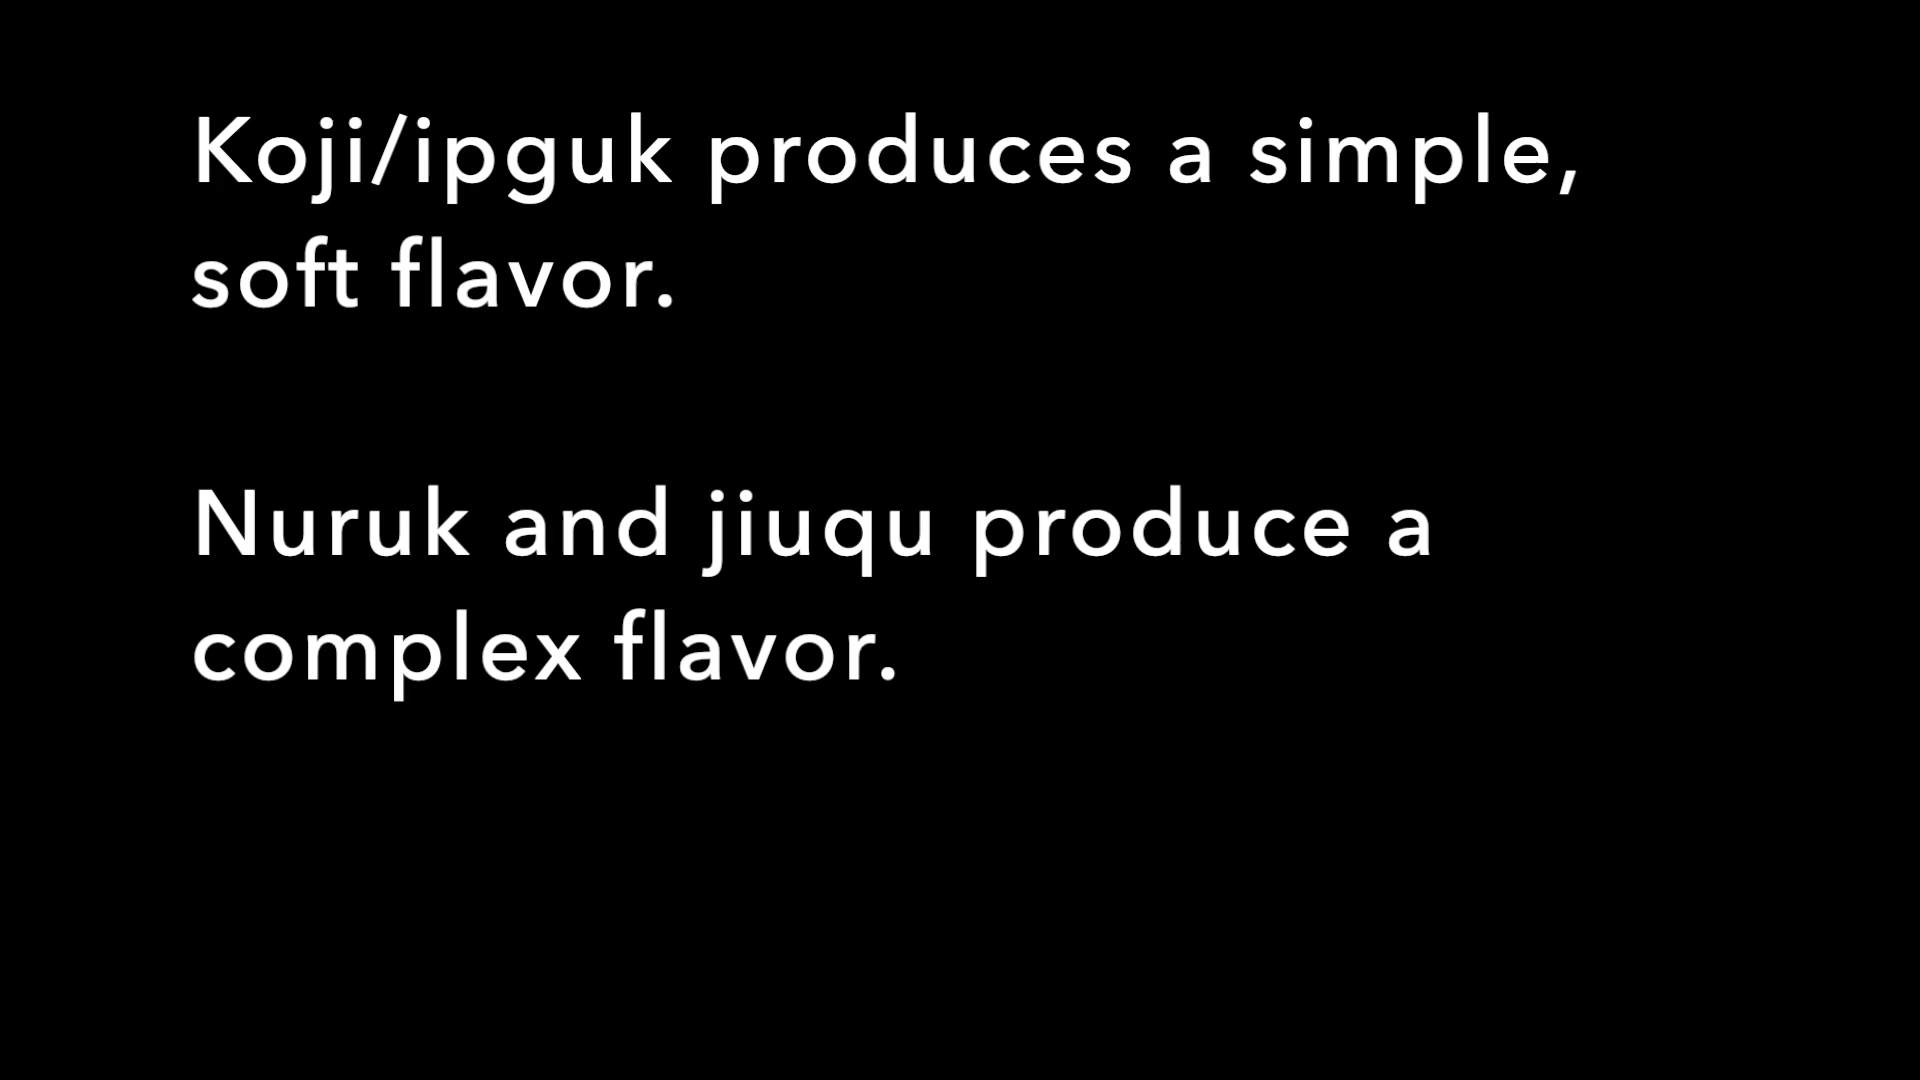 Koji/ipguk produces a simple,
soft flavor.
Nuruk and jiuqu produce a
complex flavor.